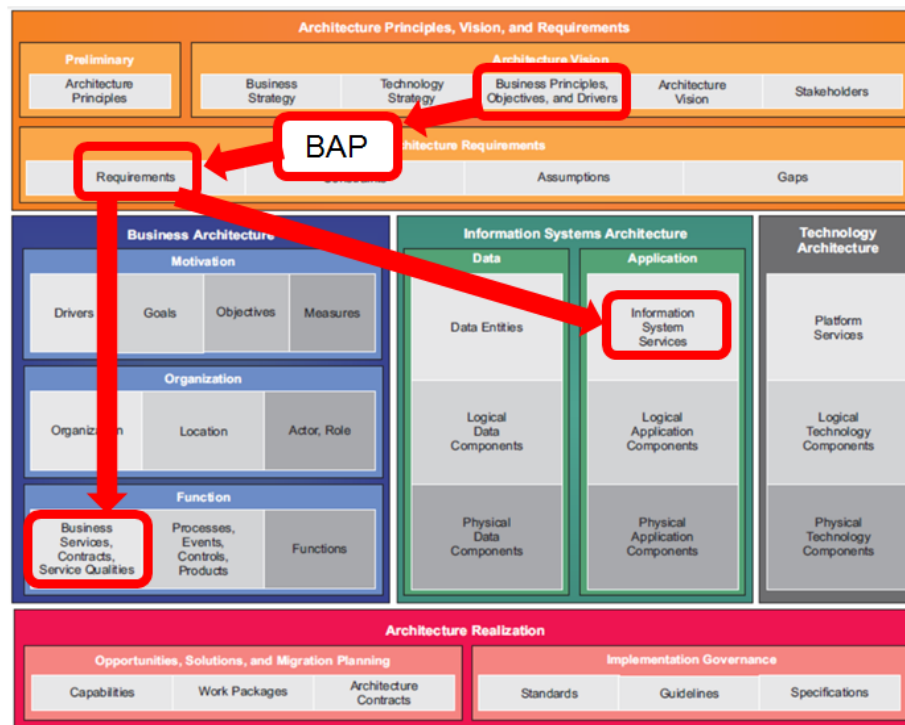 Architecture Principles, Vision, and Requirements
Preliminary
Architecture
Principles
Architecture Vision
Business
Strategy
Technology
Strategy
Business Principles,
Objectives, and Drivers
Architecture
Vision
Stakeholders
BAP
Architecture Requirements
Requirements
Assumptions
Gaps
Business Architecture
Motivation
Drivers
Goals
Objectives
Measures
Organization
Organization
Location
Actor, Role
Function
Business
Services,
Contracts,
Service Qualities
Processes,
Events,
Controls,
Products
Functions
Information Systems Architecture
Data
Data Entities
Logical
Data
Components
Physical
Data
Components
Application
Information
System
Services
Logical
Application
Components
Physical
Application
Components
Technology
Architecture
Platform
Services
Logical
Technology
Components
Physical
Technology
Components
Architecture Realization
Opportunities, Solutions, and Migration Planning
Capabilities
Work Packages
Architecture
Contracts
Implementation Governance
Standards
Guidelines
Specifications